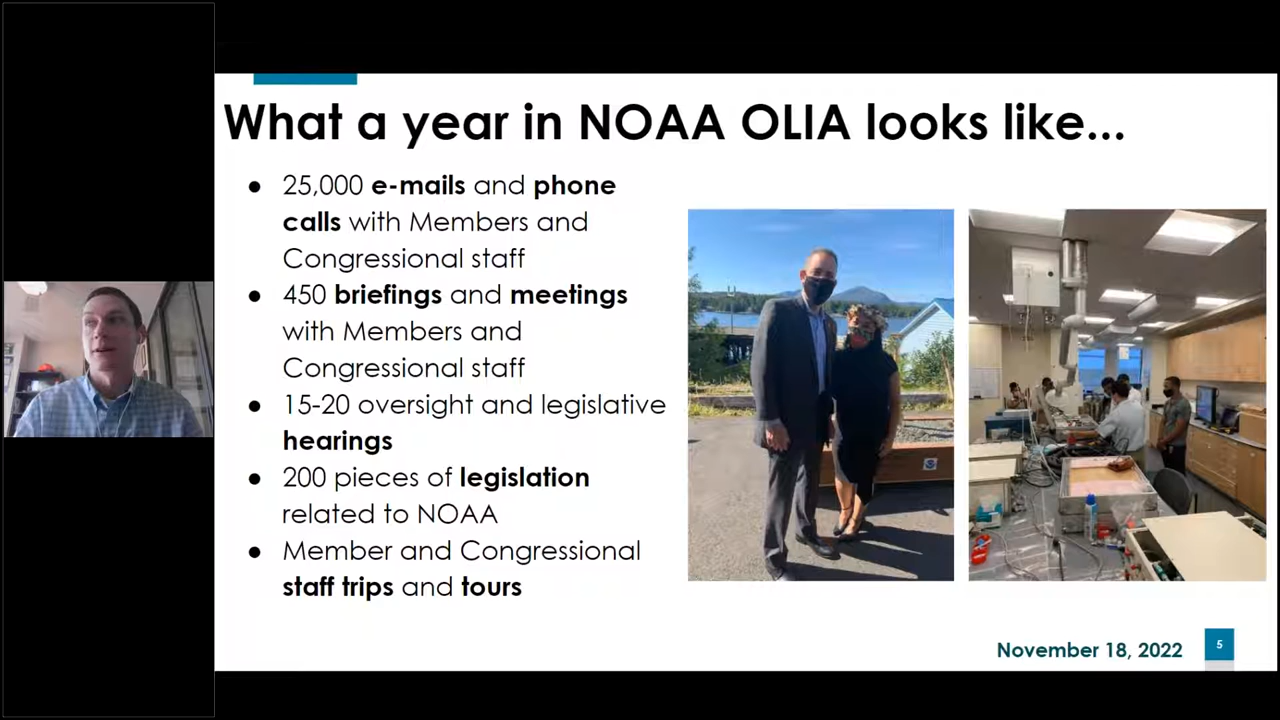 What a year in NOAA OLIA looks like...
● 25,000 e-mails and phone
calls with Members and
Congressional staff
● 450 briefings and meetings
with Members and
Congressional staff
● 15-20 oversight and legislative
hearings
● 200 pieces of legislation
related to NOAA
● Member and Congressional
staff trips and tours
November 18, 2022
5